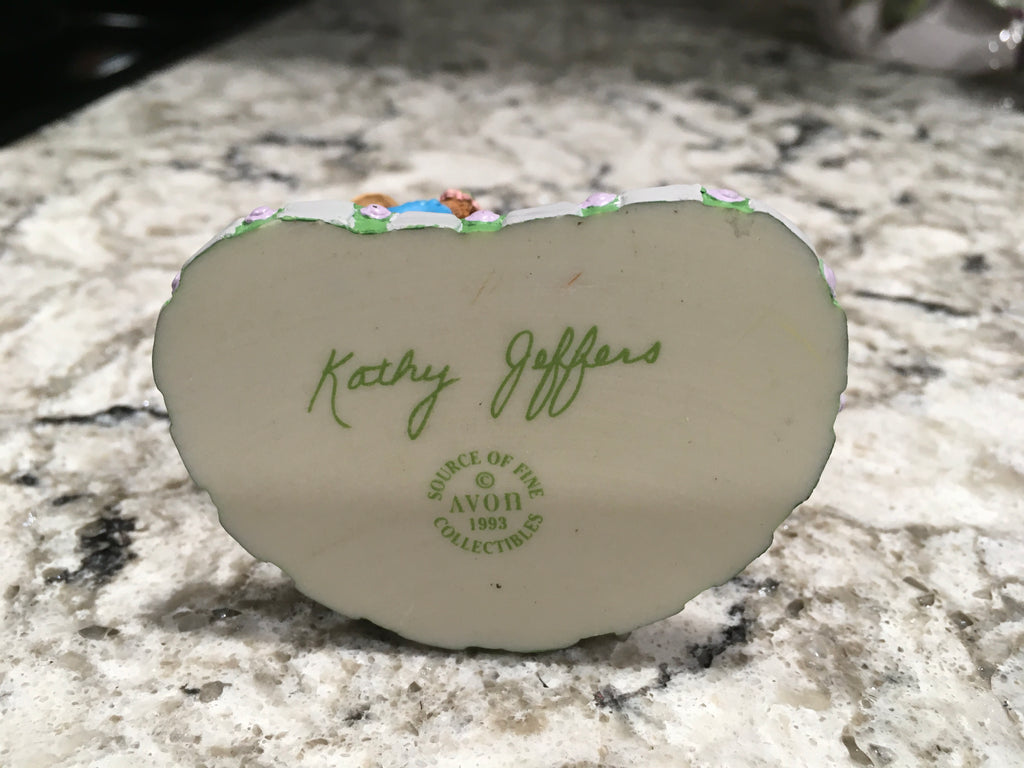 Kathy Jeffers
SOURCE OF FINE
©
AVON
1993
COLLECTIBLES